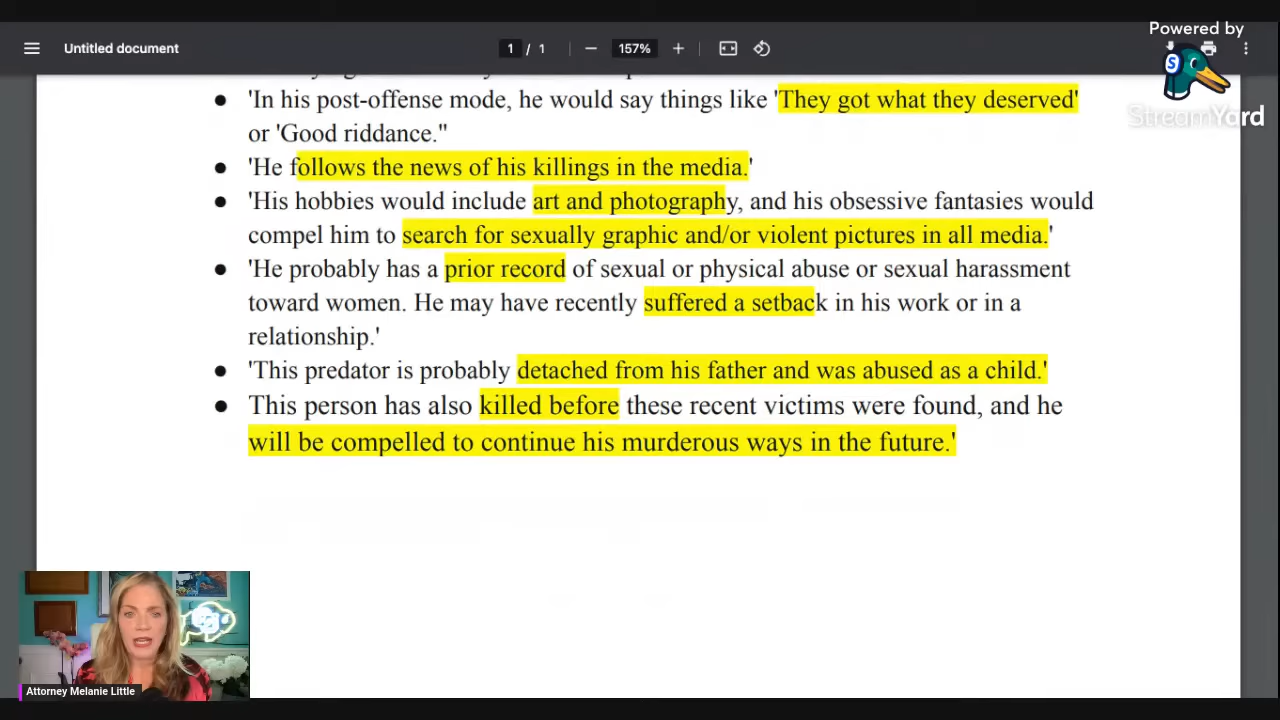 Powered by
Untitled document
1 / 1
157%
S
StreamYard
'In his post-offense mode, he would say things like 'They got what they deserved'
or 'Good riddance."
'He follows the news of his killings in the media.'
'His hobbies would include art and photography, and his obsessive fantasies would
compel him to search for sexually graphic and/or violent pictures in all media.'
'He probably has a prior record of sexual or physical abuse or sexual harassment
toward women. He may have recently suffered a setback in his work or in a
relationship.'
'This predator is probably detached from his father and was abused as a child.'
This person has also killed before these recent victims were found, and he
will be compelled to continue his murderous ways in the future.'
Attorney Melanie Little